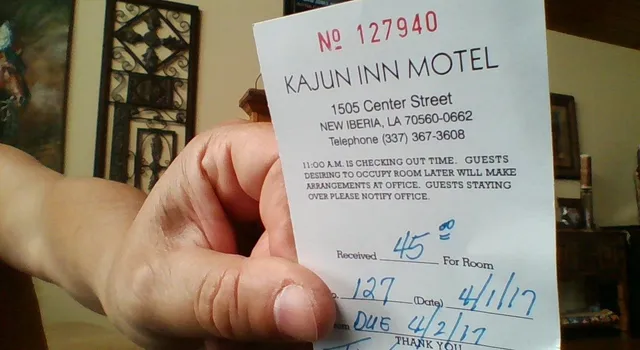 Nº 127940
KAJUN INN MOTEL
1505 Center Street
NEW IBERIA, LA 70560-0662
Telephone (337) 367-3608
11:00 A.M. IS CHECKING OUT TIME. GUESTS
DESIRING TO OCCUPY ROOM LATER WILL MAKE
ARRANGEMENTS AT OFFICE. GUESTS STAYING
OVER PLEASE NOTIFY OFFICE.
Received 45 00 For Room
127 (Date) 4/1/17
DUE 4/2/17
THANK YOU